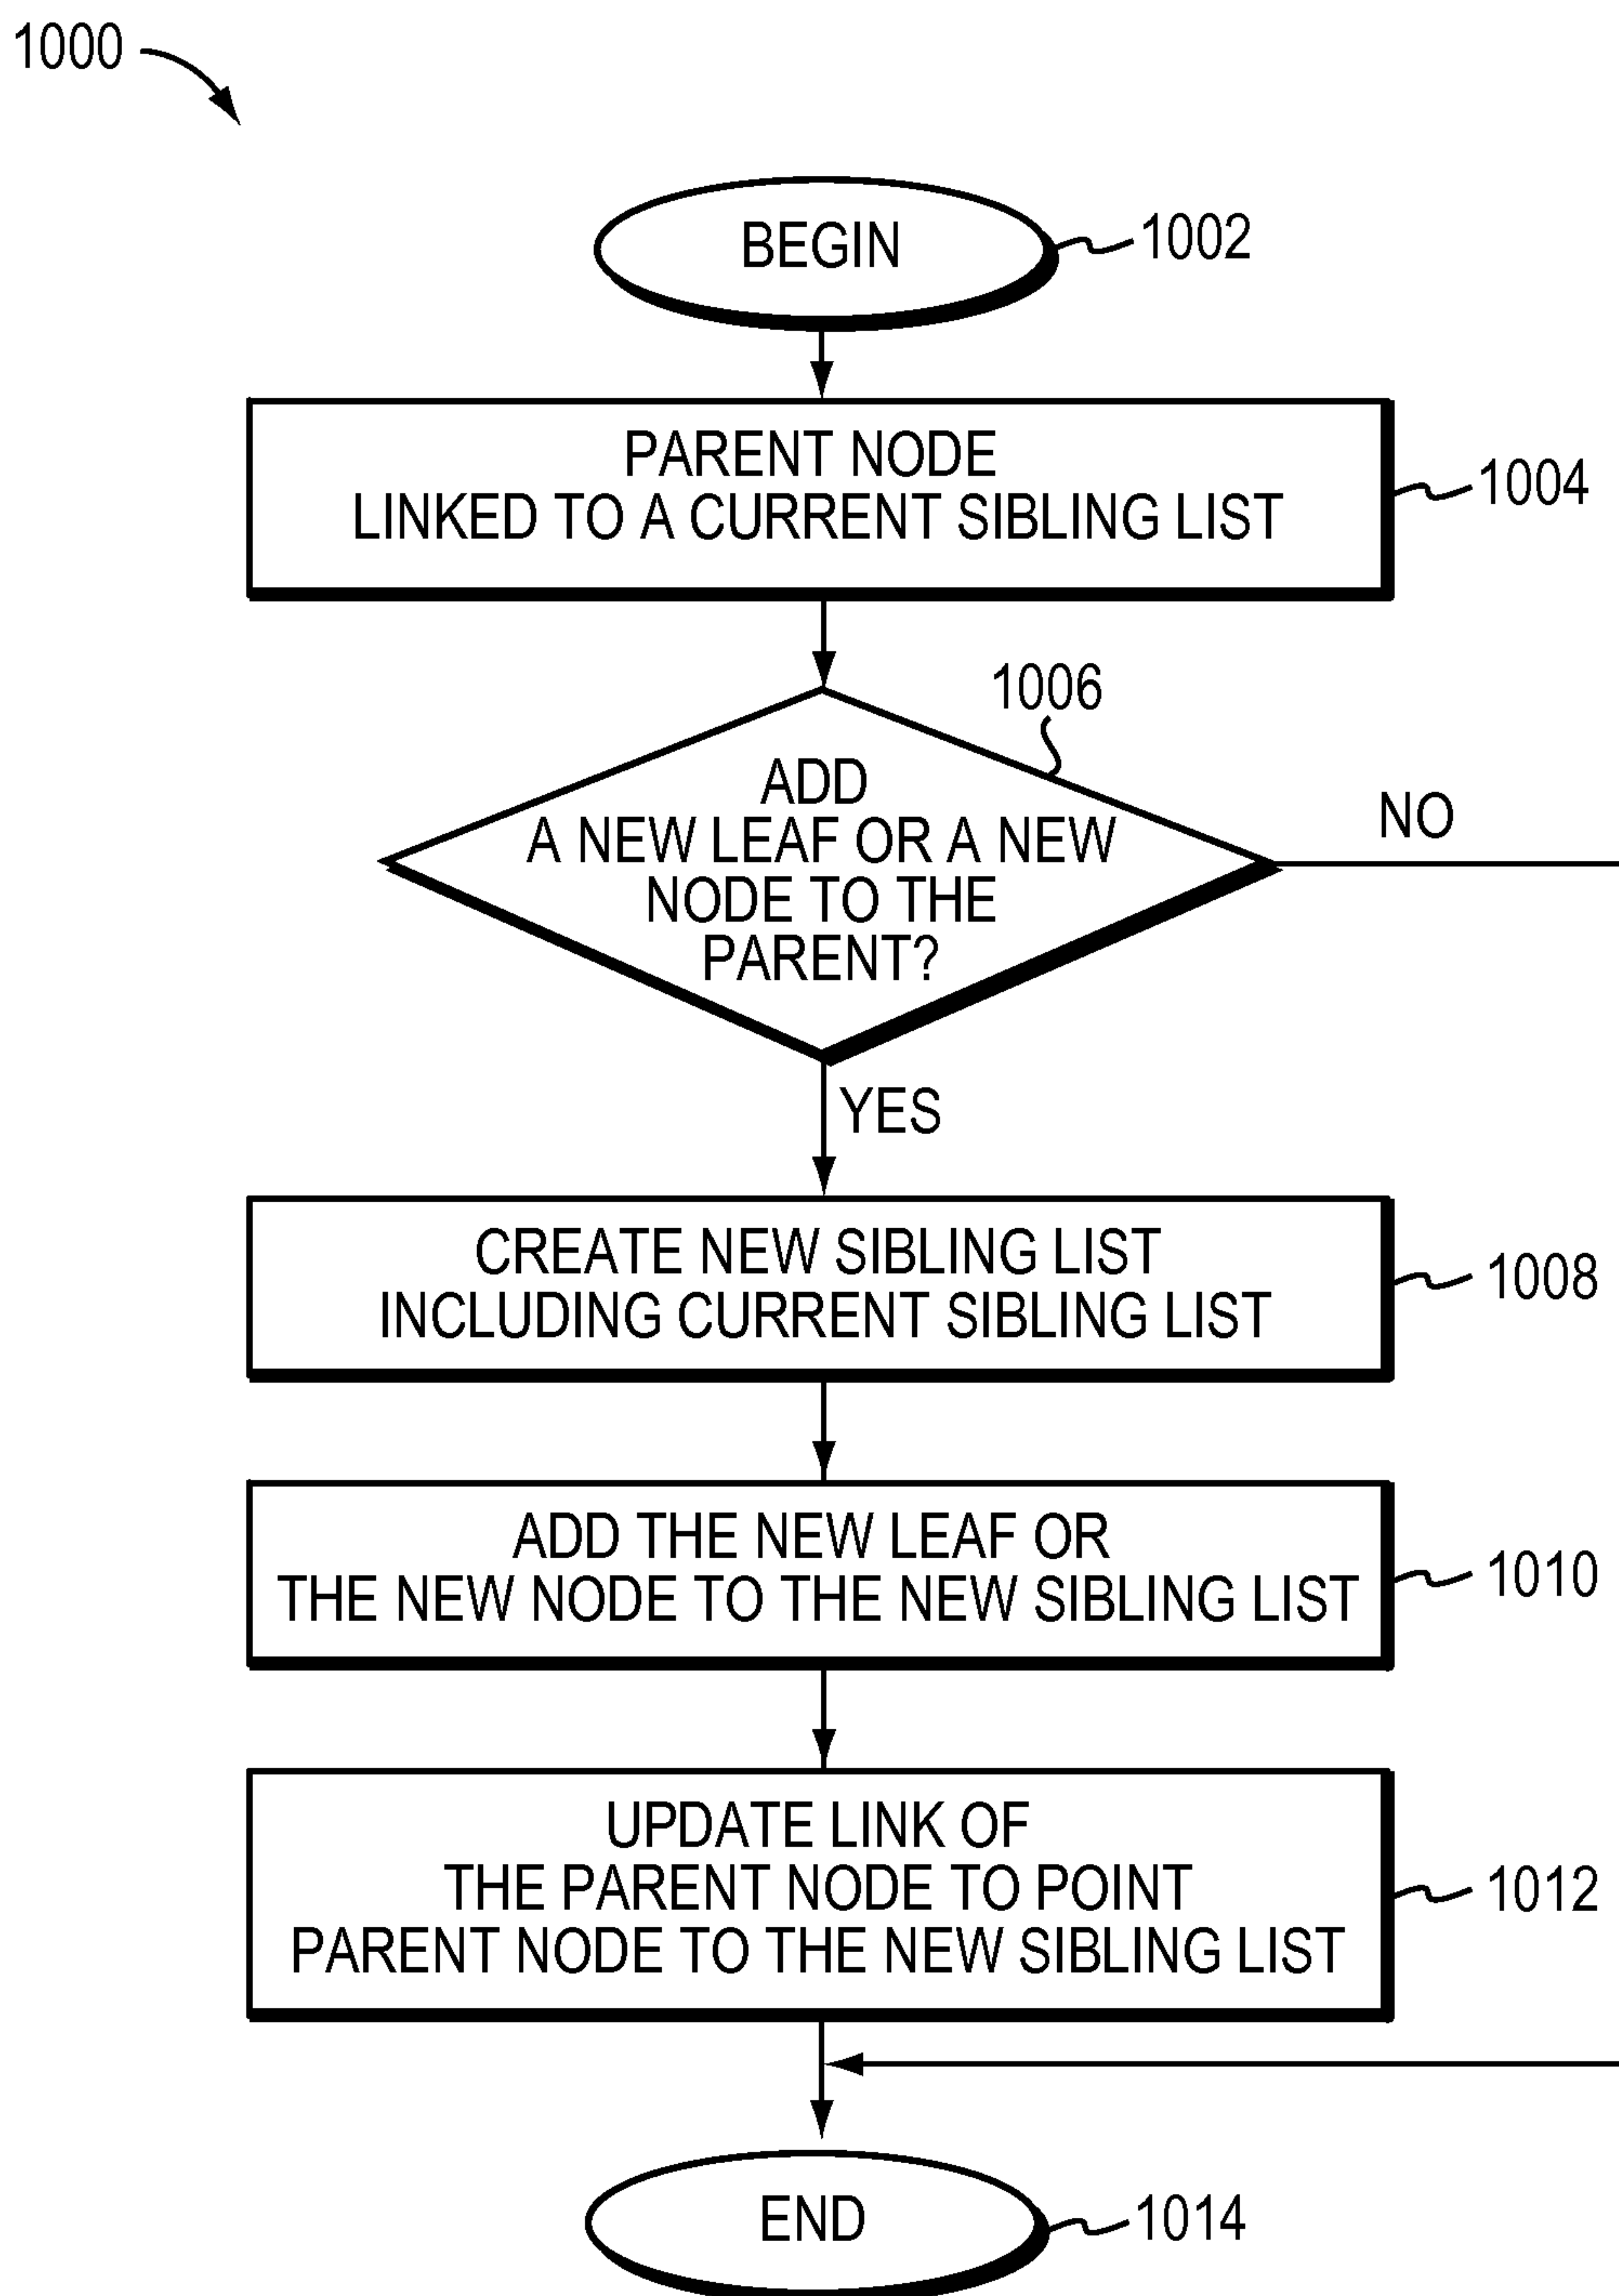 1000
BEGIN
1002
PARENT NODE
LINKED TO A CURRENT SIBLING LIST
1004
1006
ADD
A NEW LEAF OR A NEW
NODE TO THE
PARENT?
NO
YES
CREATE NEW SIBLING LIST
INCLUDING CURRENT SIBLING LIST
1008
ADD THE NEW LEAF OR
THE NEW NODE TO THE NEW SIBLING LIST
1010
UPDATE LINK OF
THE PARENT NODE TO POINT
PARENT NODE TO THE NEW SIBLING LIST
1012
END
1014